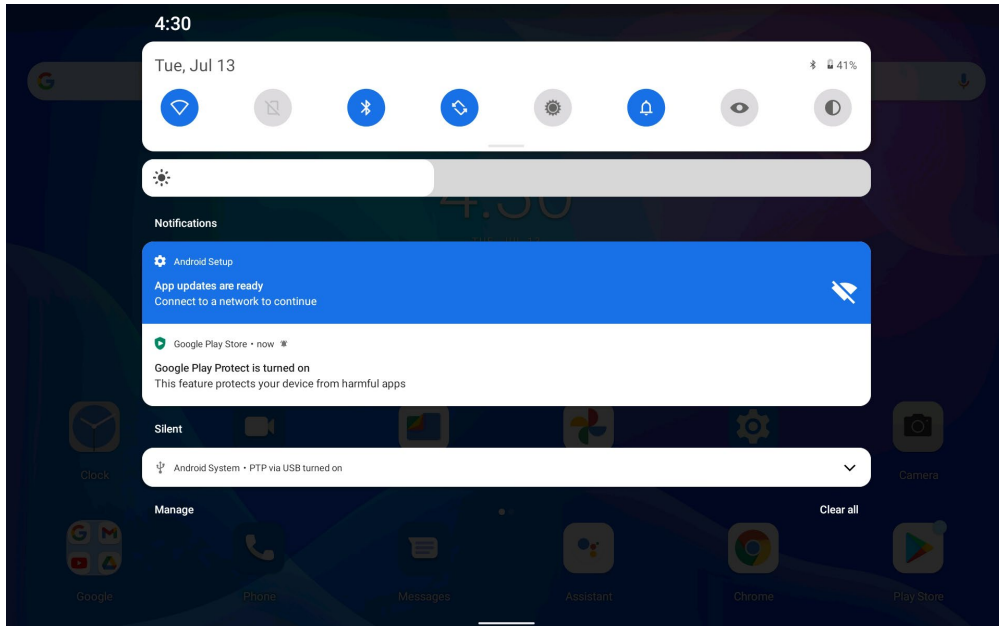 4:30
Tue, Jul 13
41%
4:30
Notifications
Android Setup
App updates are ready
Connect to a network to continue
Google Play Store • now
Google Play Protect is turned on
This feature protects your device from harmful apps
Silent
Android System • PTP via USB turned on
Clock
Camera
Manage
Clear all
Google
Phone
Messages
Assistant
Chrome
Play Store